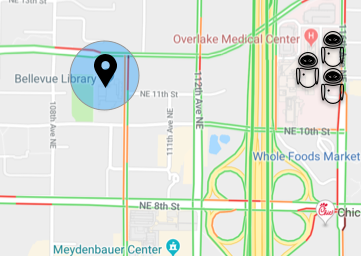 13th St
Overlake Medical Center
H
Bellevue Library
NE 11th St
108th Ave NE
111th Ave NE
112th Ave NE
NE 10th St
Whole Foods Market
NE 8th St
Chic
Meydenbauer Center